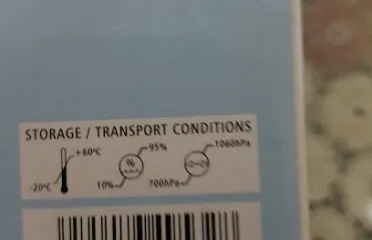 STORAGE / TRANSPORT CONDITIONS
+60°C 95% 1060hPa
%
-20°C 10% 700hPa